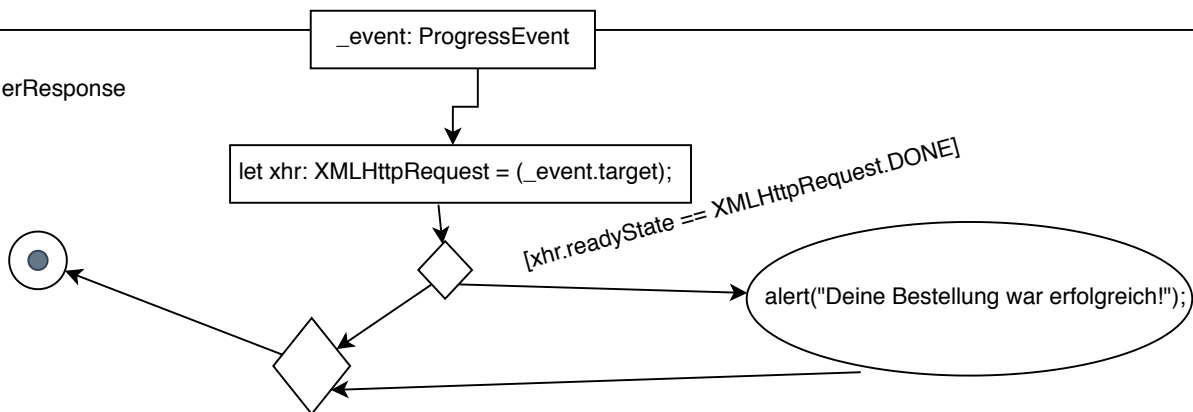 _event: ProgressEvent
erResponse
let xhr: XMLHttpRequest = (_event.target);
[xhr.readyState == XMLHttpRequest.DONE]
alert("Deine Bestellung war erfolgreich!");